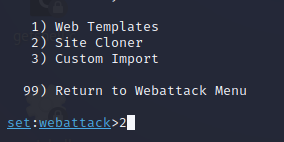 1) Web Templates
2) Site Cloner
3) Custom Import
99) Return to Webattack Menu
set:webattack>2